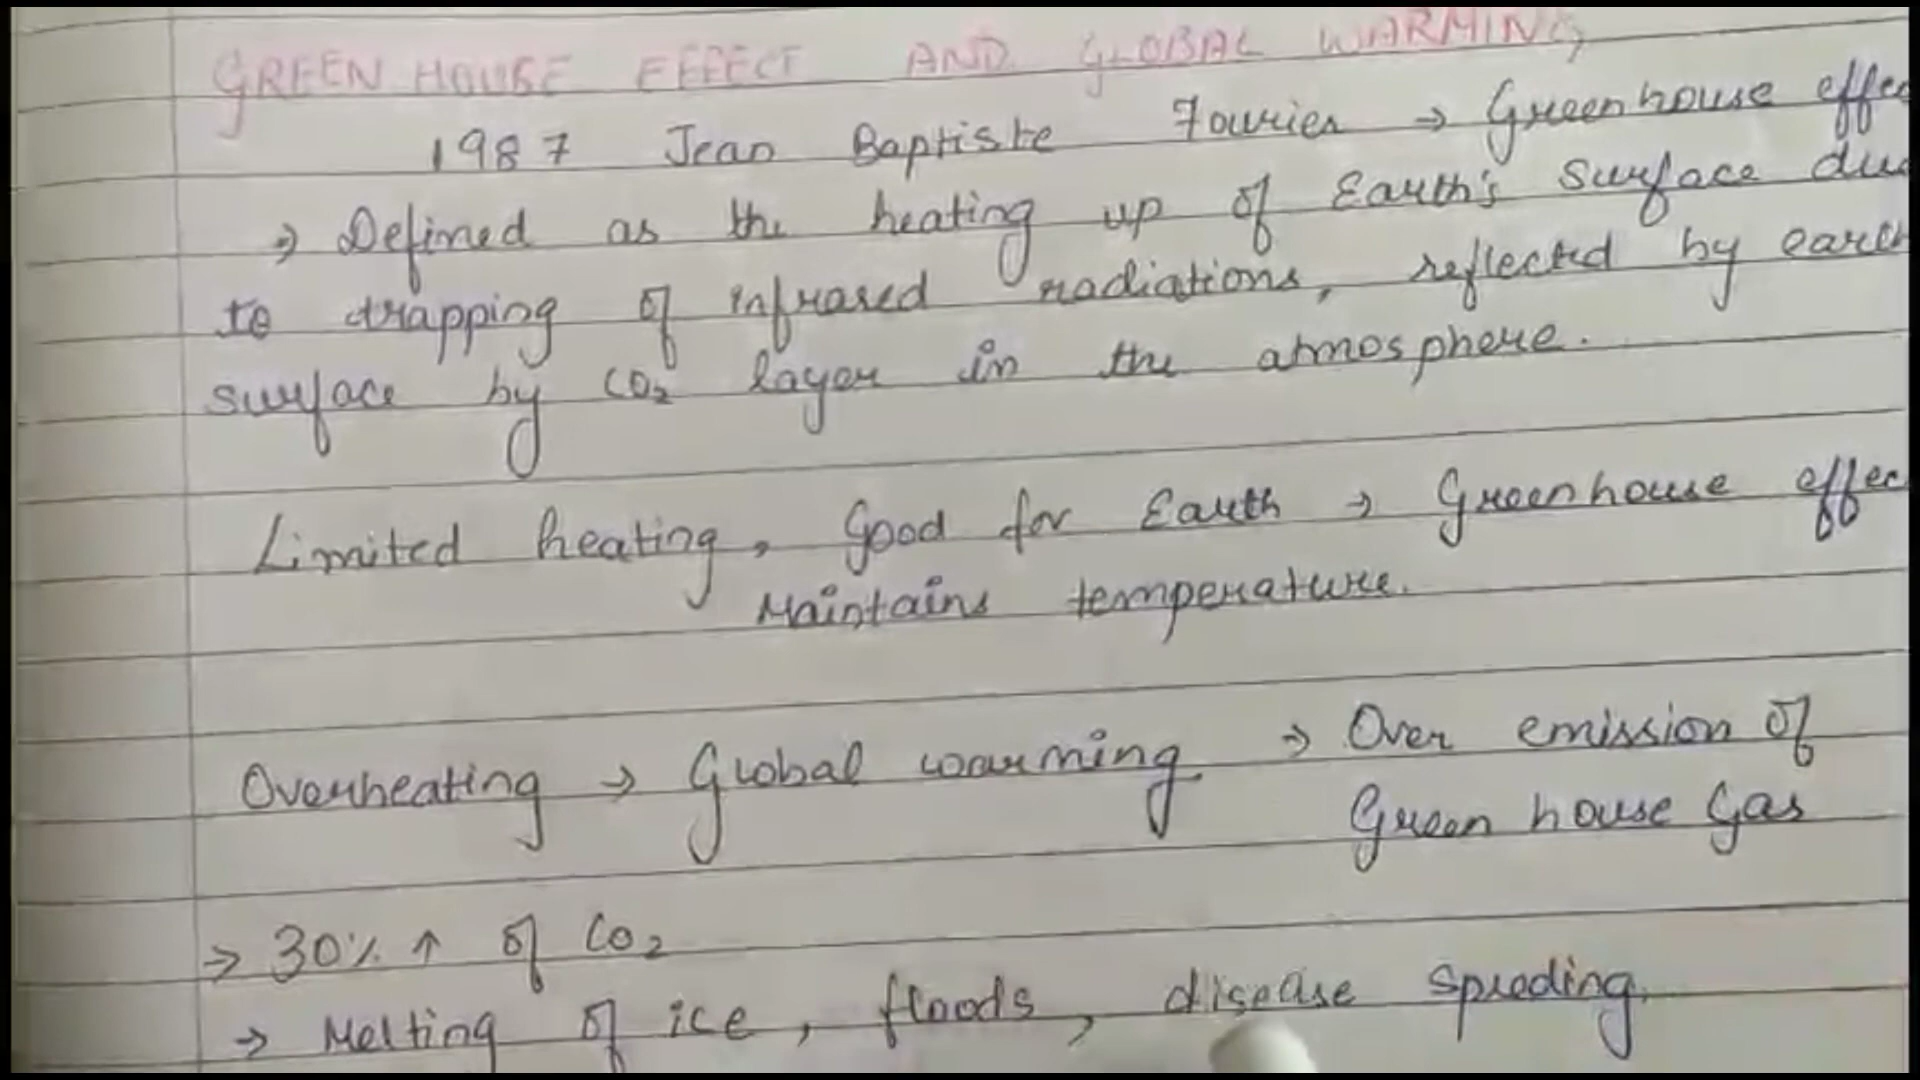 GREEN HOUSE EFFECT AND GLOBAL WARMING
1987 Jean Baptiste Fourier → Greenhouse effec
→ Defined as the heating up of Earth's surface due
to trapping of infrared radiations, reflected by earth
surface by CO₂ layer in the atmosphere.
Limited heating, Good for Earth → Greenhouse effec
Maintains temperature.
Overheating → Global warming → Over emission of
Green house Gas
→ 30% ↑ of CO₂
→ Melting of ice, floods, disease spreding.